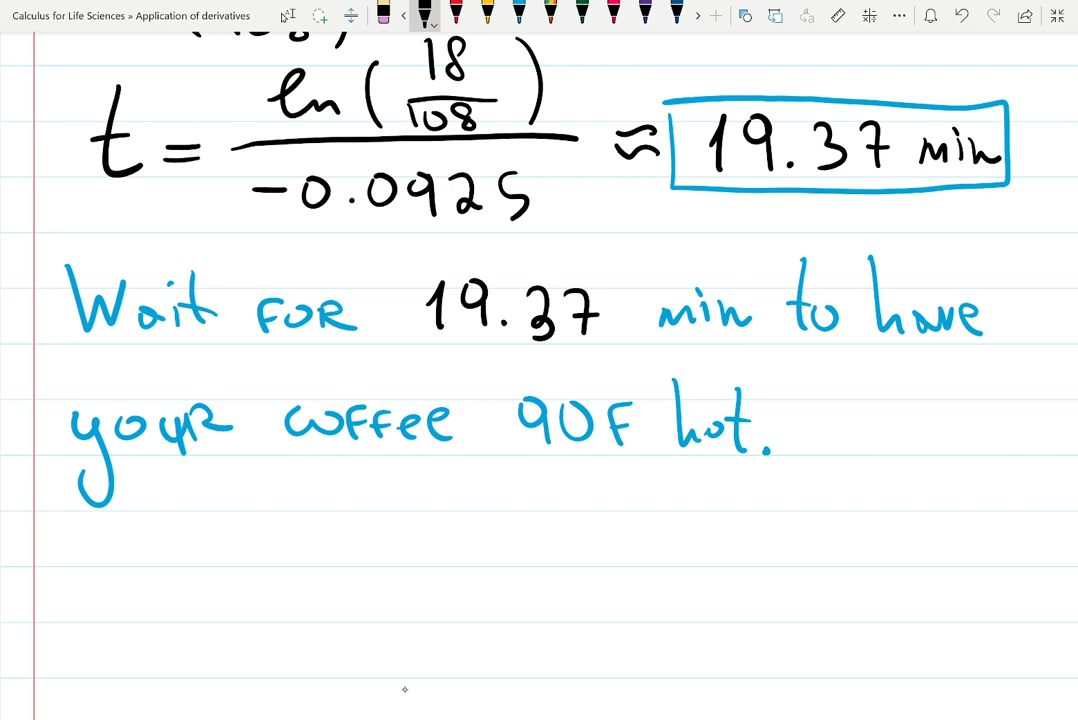 Calculus for Life Sciences » Application of derivatives
t = ln(18/108) / -0.0925 ≈ 19.37 min
Wait FOR 19.37 min to have
your coffee 90F hot.